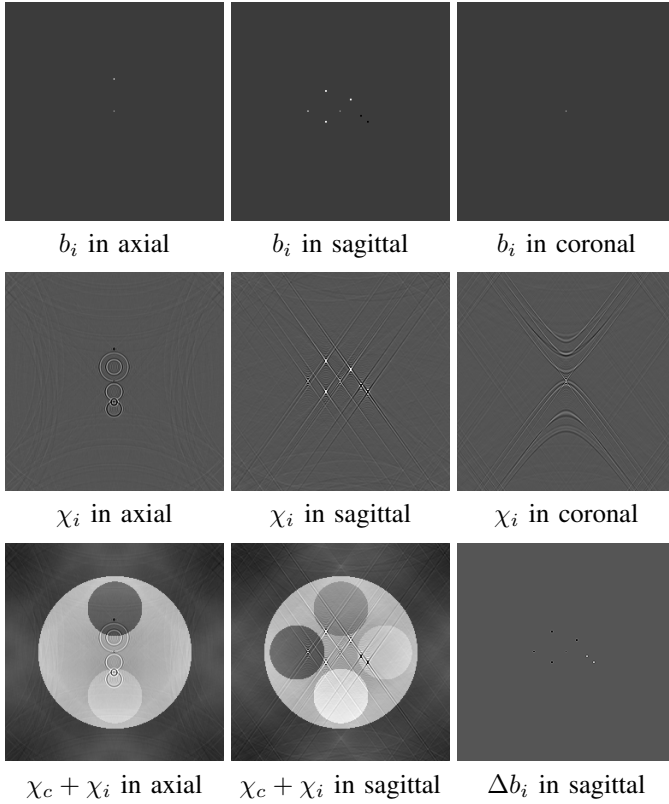 b_i in axial b_i in sagittal b_i in coronal
χ_i in axial χ_i in sagittal χ_i in coronal
χ_c + χ_i in axial χ_c + χ_i in sagittal Δb_i in sagittal